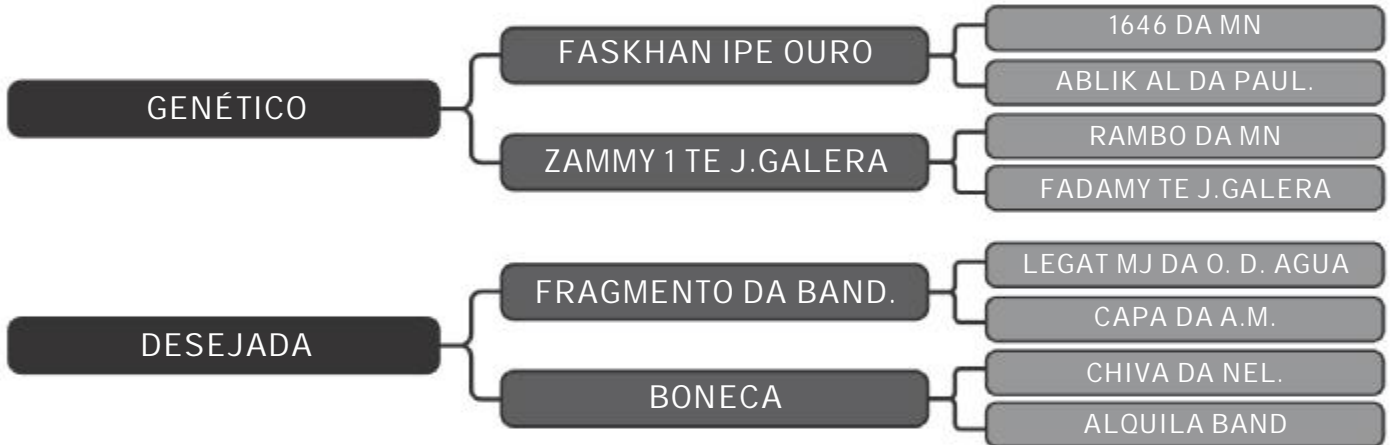 GENÉTICO
FASKHAN IPE OURO
1646 DA MN
ABLIK AL DA PAUL.
ZAMMY 1 TE J.GALERA
RAMBO DA MN
FADAMY TE J.GALERA
DESEJADA
FRAGMENTO DA BAND.
LEGAT MJ DA O. D. AGUA
CAPA DA A.M.
BONECA
CHIVA DA NEL.
ALQUILA BAND